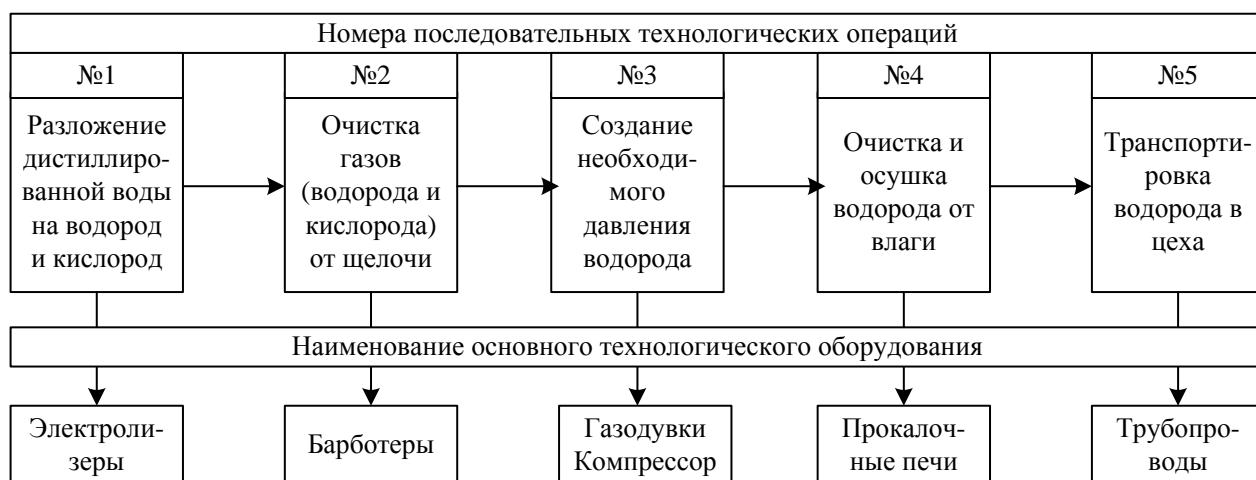 Номера последовательных технологических операций
№1
№2
№3
№4
№5
Разложение
дистиллиро-
ванной воды
на водород
и кислород
Очистка
газов
(водорода и
кислорода)
от щелочи
Создание
необходи-
мого
давления
водорода
Очистка и
осушка
водорода от
влаги
Транспорти-
ровка
водорода в
цеха
Наименование основного технологического оборудования
Электроли-
зеры
Барботеры
Газодувки
Компрессор
Прокалоч-
ные печи
Трубопро-
воды